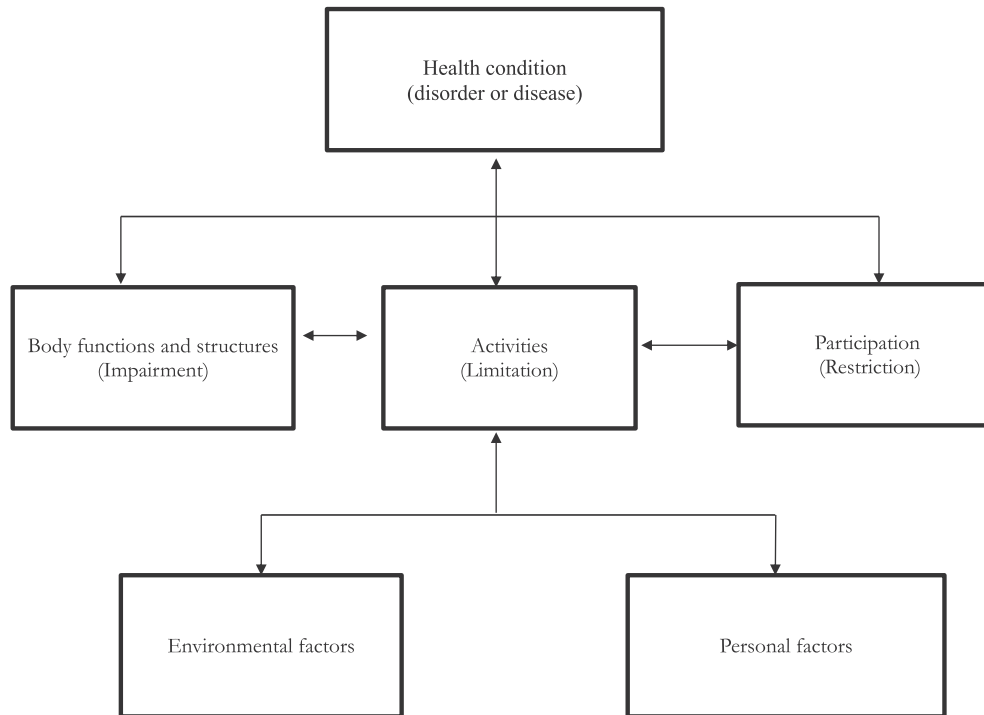 Health condition
(disorder or disease)
Body functions and structures
(Impairment)
Activities
(Limitation)
Participation
(Restriction)
Environmental factors
Personal factors